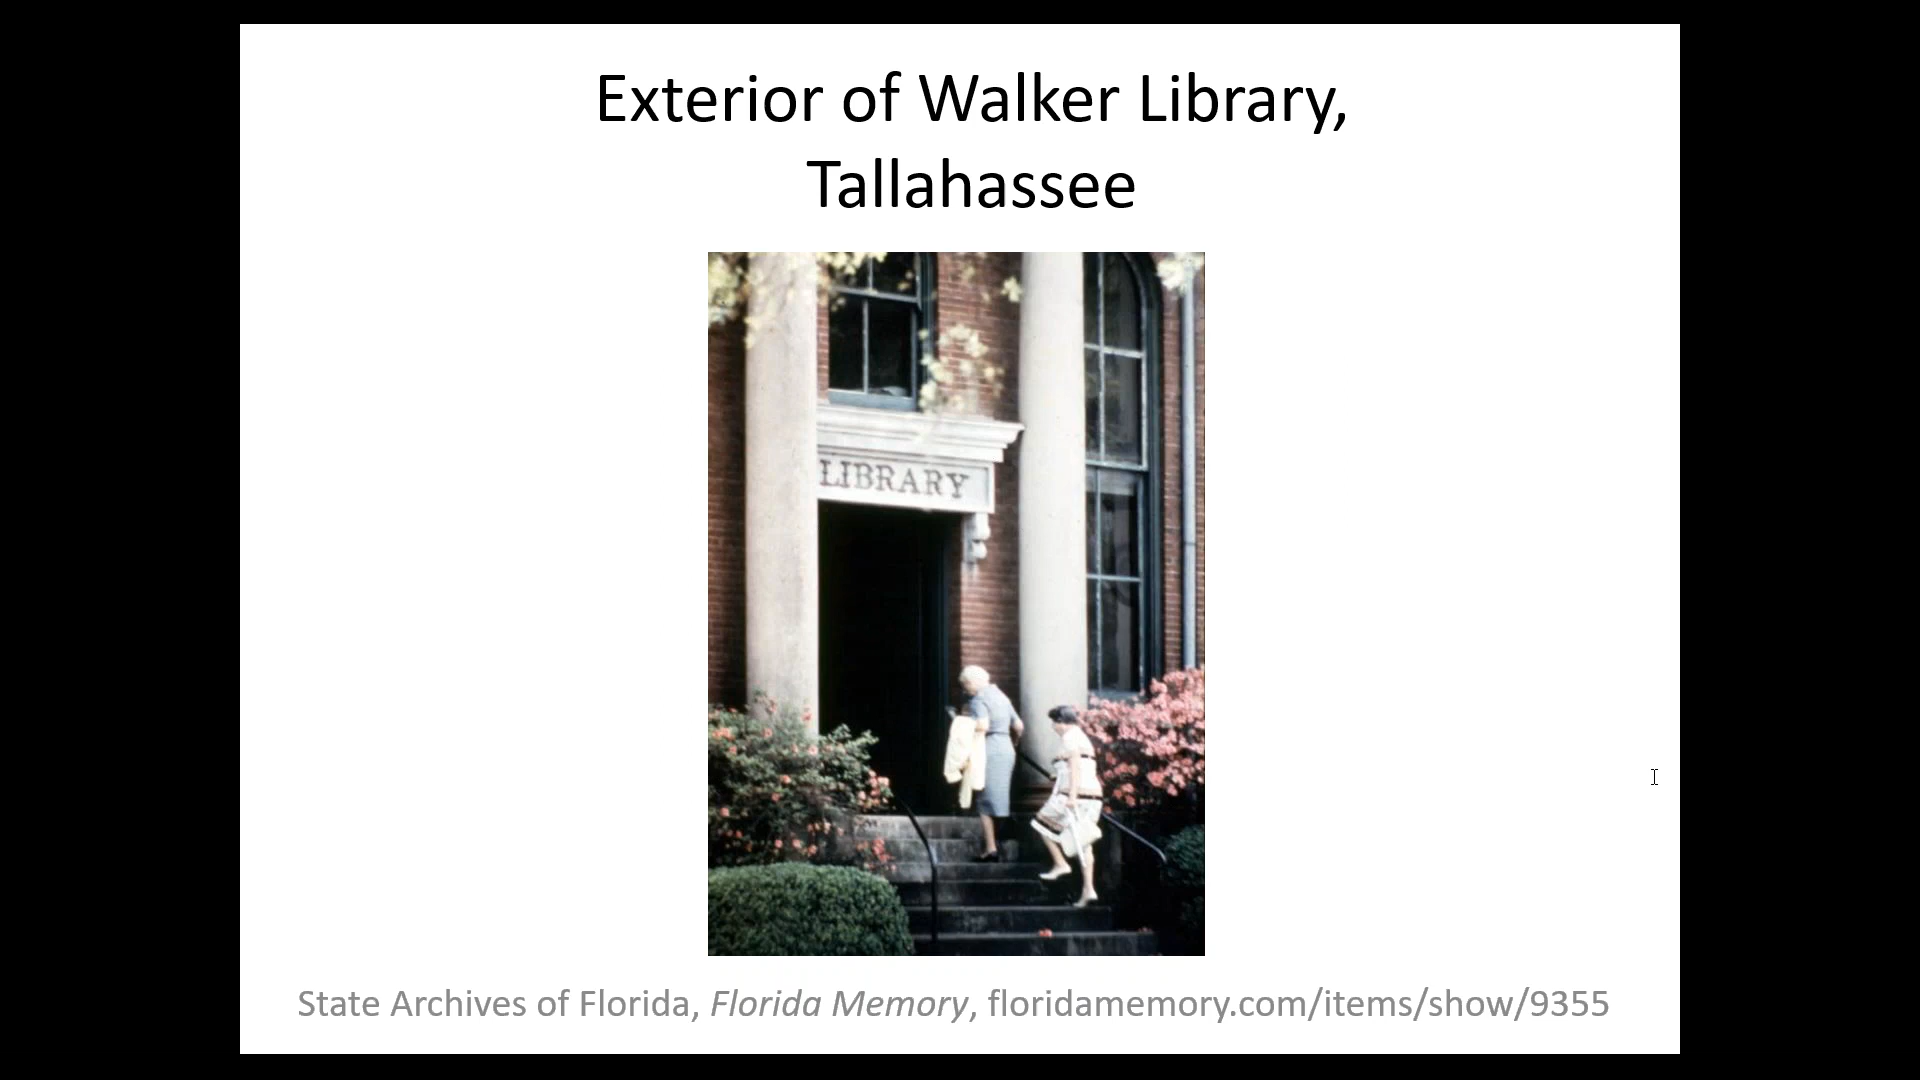 Exterior of Walker Library,
Tallahassee
LIBRARY
State Archives of Florida, Florida Memory, floridamemory.com/items/show/9355